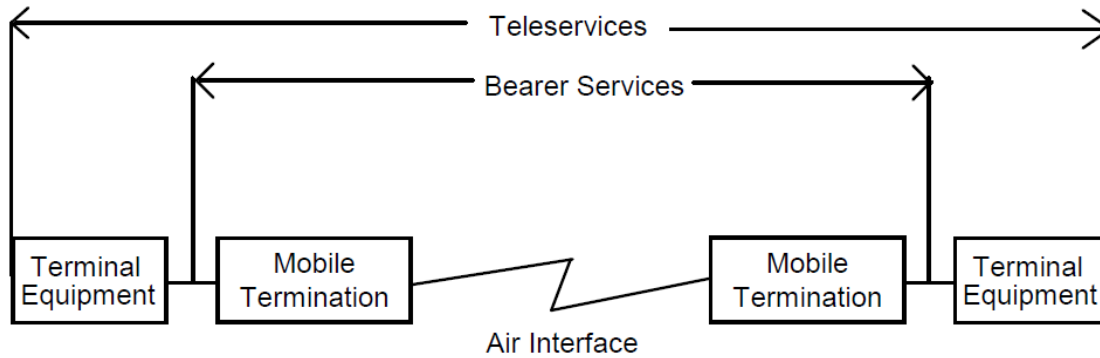 Teleservices
Bearer Services
Terminal
Equipment
Mobile
Termination
Mobile
Termination
Terminal
Equipment
Air Interface